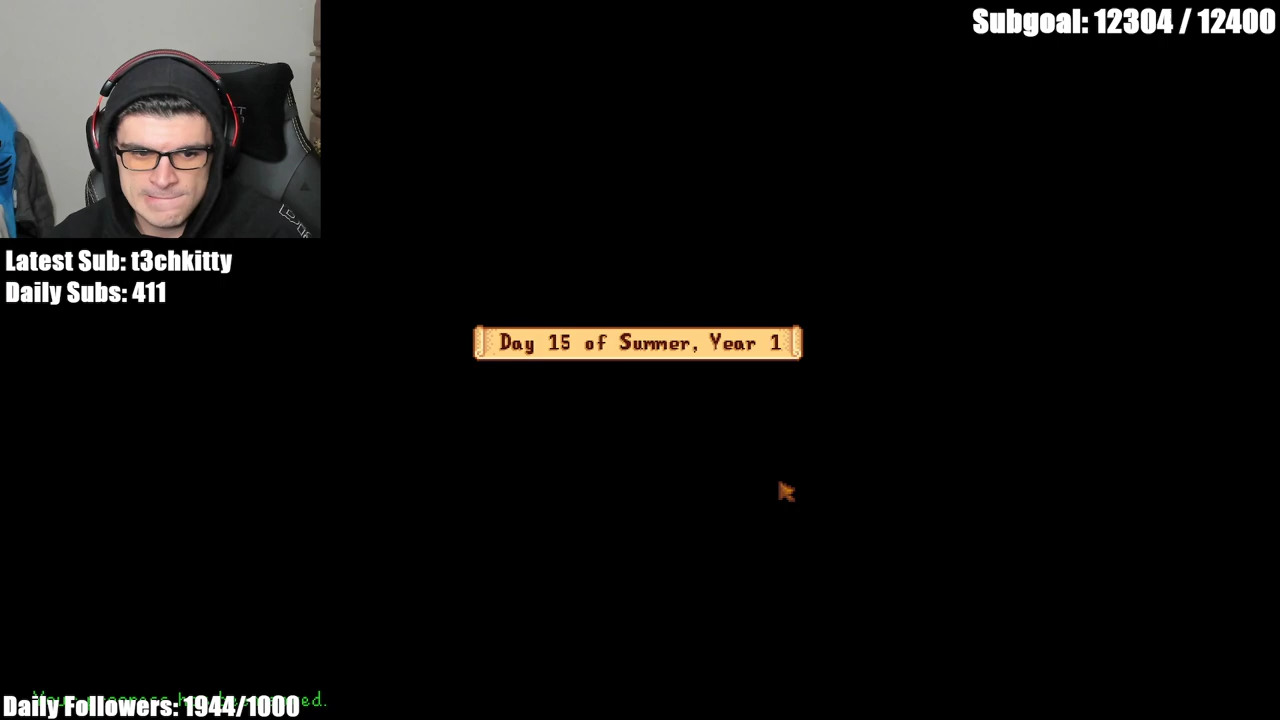 Subgoal: 12304 / 12400
Latest Sub: t3chkitty
Daily Subs: 411
Day 15 of Summer, Year 1
Daily Followers: 1944/1000